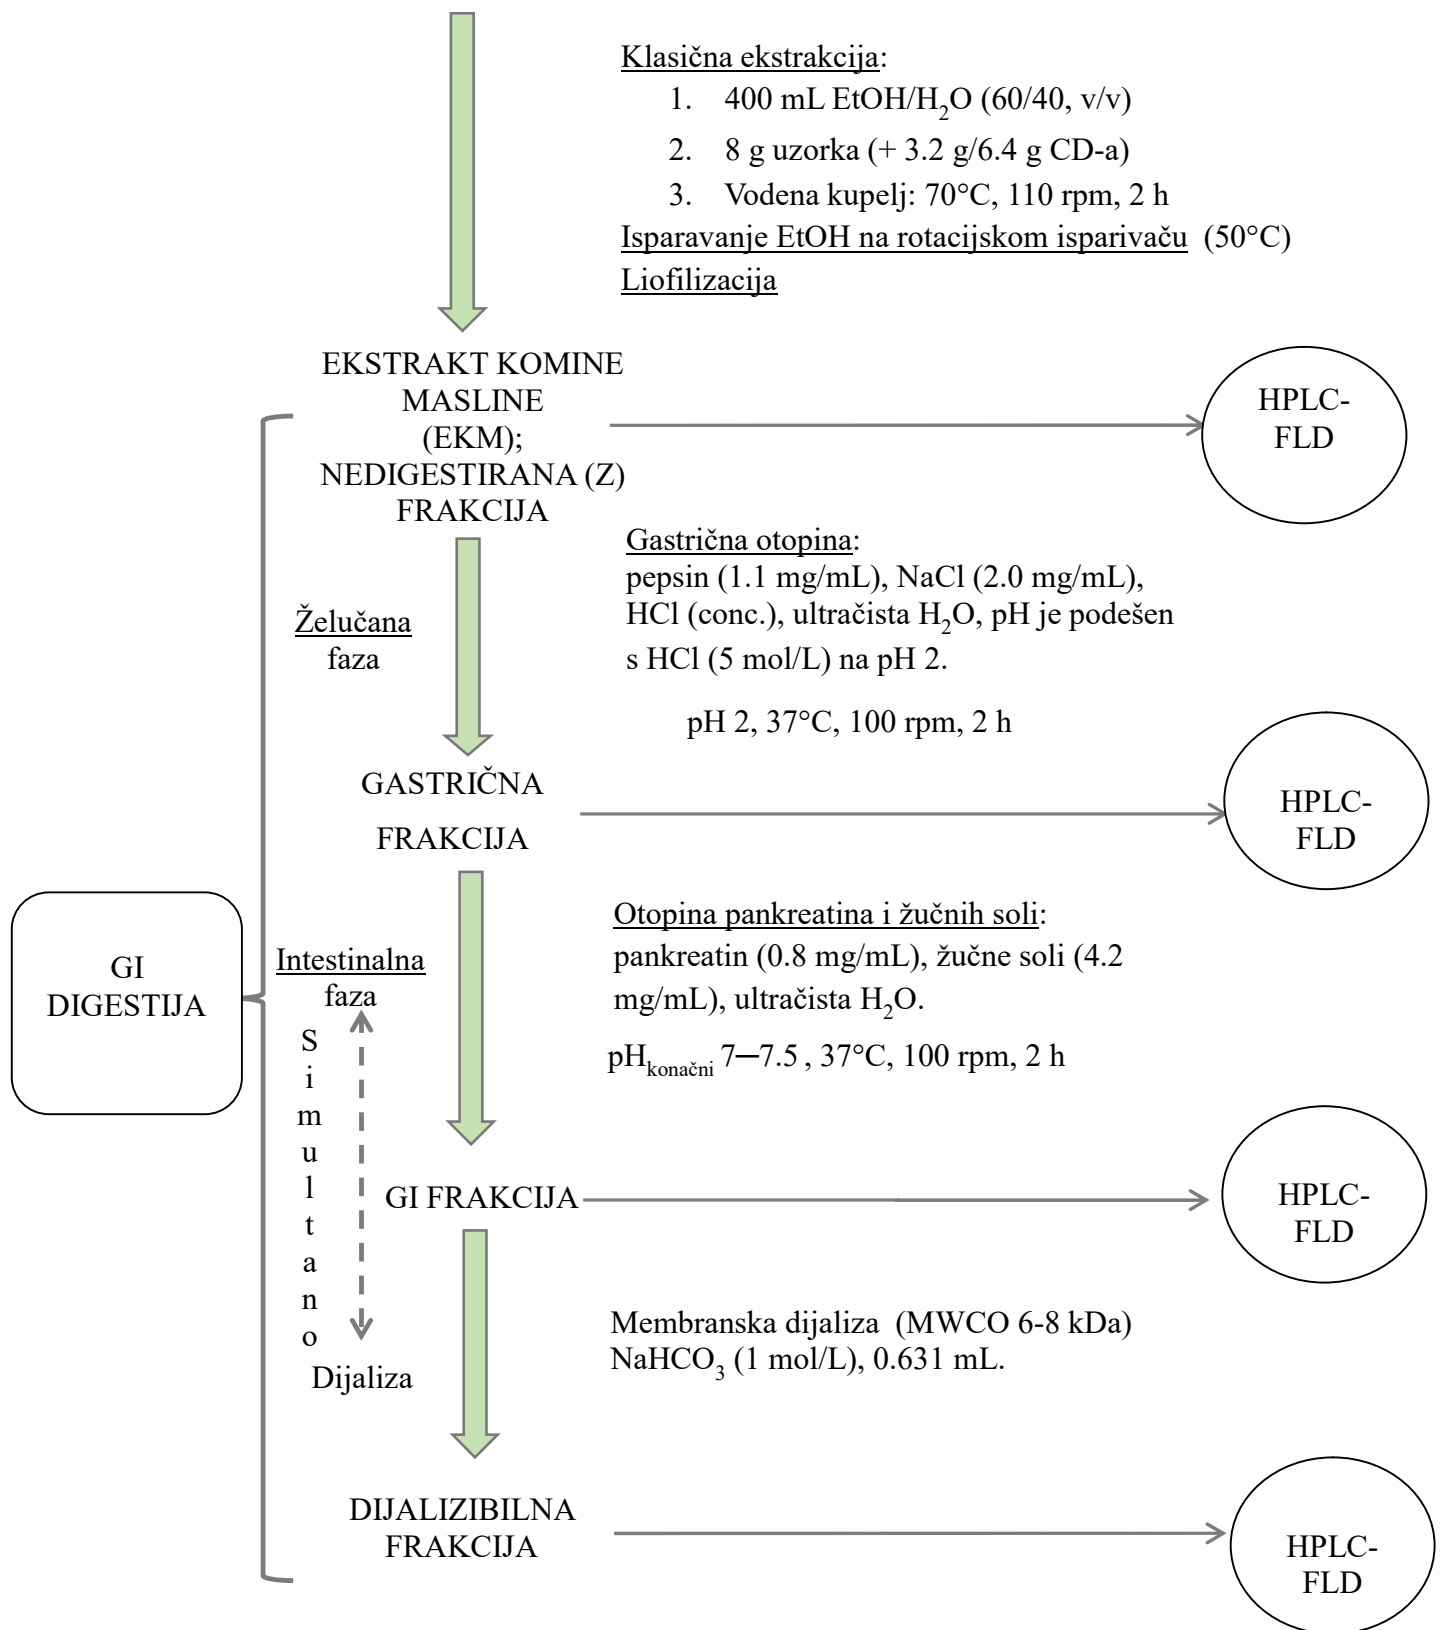 Klasična ekstrakcija:
1. 400 mL EtOH/H₂O (60/40, v/v)
2. 8 g uzorka (+ 3.2 g/6.4 g CD-a)
3. Vodena kupelj: 70°C, 110 rpm, 2 h
Isparavanje EtOH na rotacijskom isparivaču (50°C)
Liofilizacija
EKSTRAKT KOMINE
MASLINE
(EKM);
NEDIGESTIRANA (Z)
FRAKCIJA
HPLC-
FLD
Gastrična otopina:
pepsin (1.1 mg/mL), NaCl (2.0 mg/mL),
HCl (conc.), ultračista H₂O, pH je podešen
s HCl (5 mol/L) na pH 2.
pH 2, 37°C, 100 rpm, 2 h
Želučana
faza
GASTRIČNA
FRAKCIJA
HPLC-
FLD
Otopina pankreatina i žučnih soli:
pankreatin (0.8 mg/mL), žučne soli (4.2
mg/mL), ultračista H₂O.
pHkonačni 7─7.5 , 37°C, 100 rpm, 2 h
GI
DIGESTIJA
Intestinalna
faza
S
i
m
u
l
t
a
n
o
Dijaliza
GI FRAKCIJA
HPLC-
FLD
Membranska dijaliza (MWCO 6-8 kDa)
NaHCO₃ (1 mol/L), 0.631 mL.
DIJALIZIBILNA
FRAKCIJA
HPLC-
FLD